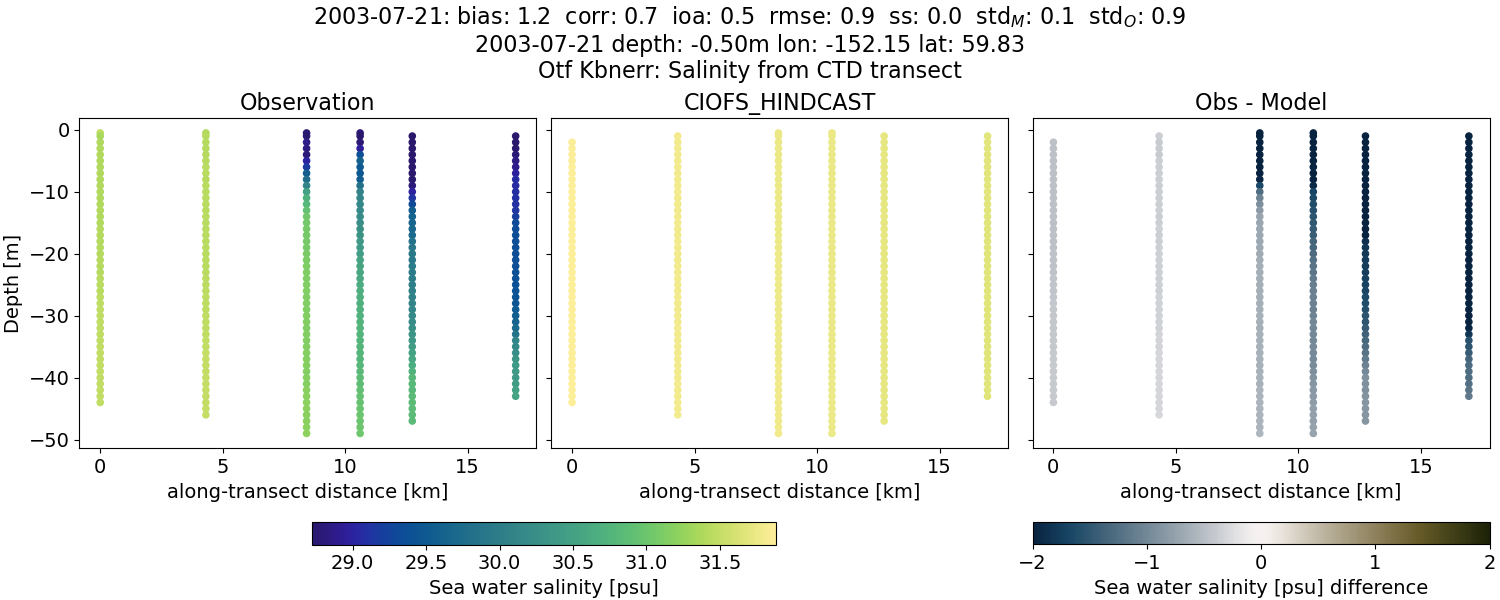 2003-07-21: bias: 1.2  corr: 0.7  ioa: 0.5  rmse: 0.9  ss: 0.0  std_M: 0.1  std_O: 0.9
2003-07-21 depth: -0.50m lon: -152.15 lat: 59.83
Otf Kbnerr: Salinity from CTD transect
Observation
CIOFS_HINDCAST
Obs - Model
Depth [m]
0
−10
−20
−30
−40
−50
0 5 10 15
0 5 10 15
0 5 10 15
along-transect distance [km]
along-transect distance [km]
along-transect distance [km]
29.0 29.5 30.0 30.5 31.0 31.5
Sea water salinity [psu]
−2 −1 0 1 2
Sea water salinity [psu] difference